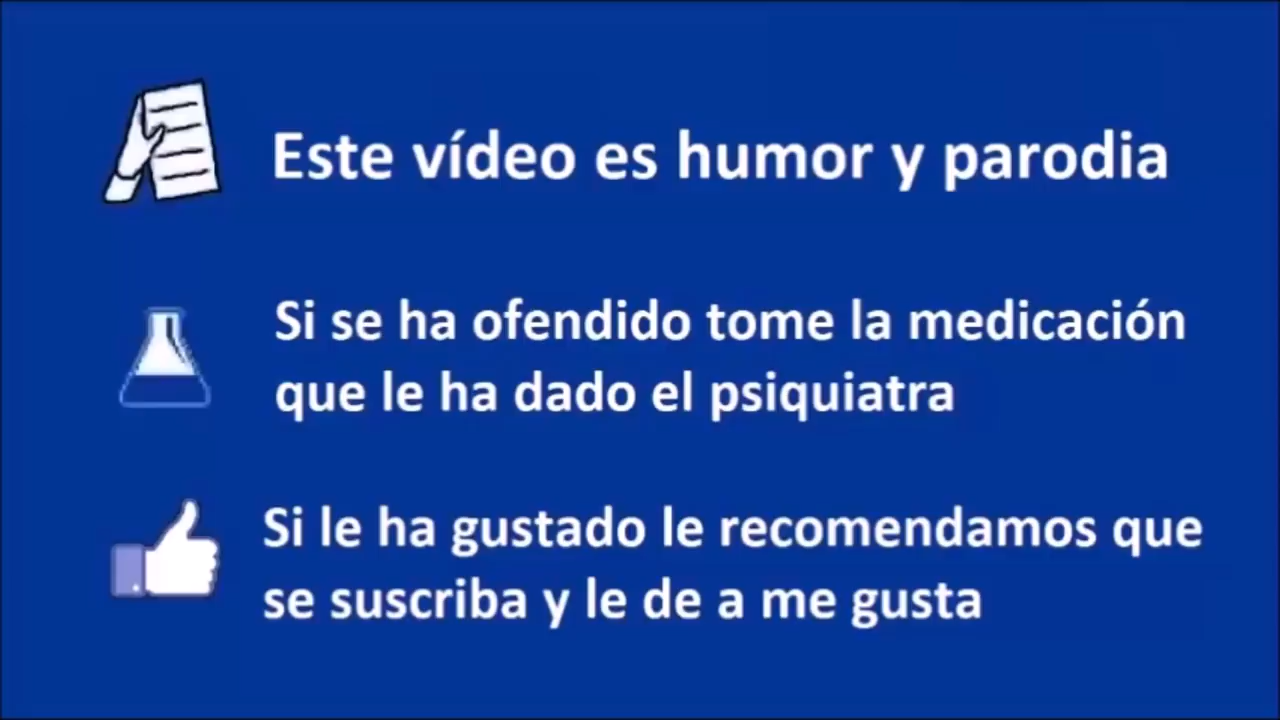 Este vídeo es humor y parodia
Si se ha ofendido tome la medicación
que le ha dado el psiquiatra
Si le ha gustado le recomendamos que
se suscriba y le de a me gusta